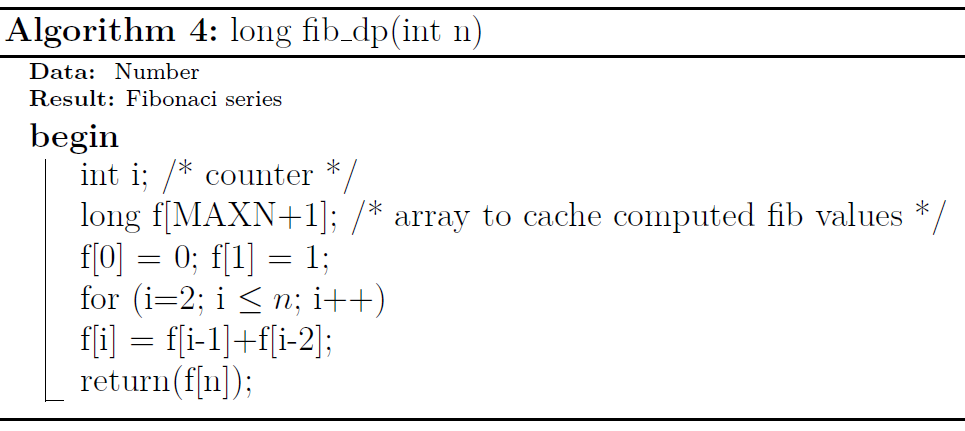 Algorithm 4: long fib_dp(int n)
Data: Number
Result: Fibonaci series
begin
int i; /* counter */
long f[MAXN+1]; /* array to cache computed fib values */
f[0] = 0; f[1] = 1;
for (i=2; i ≤ n; i++)
f[i] = f[i-1]+f[i-2];
return(f[n]);